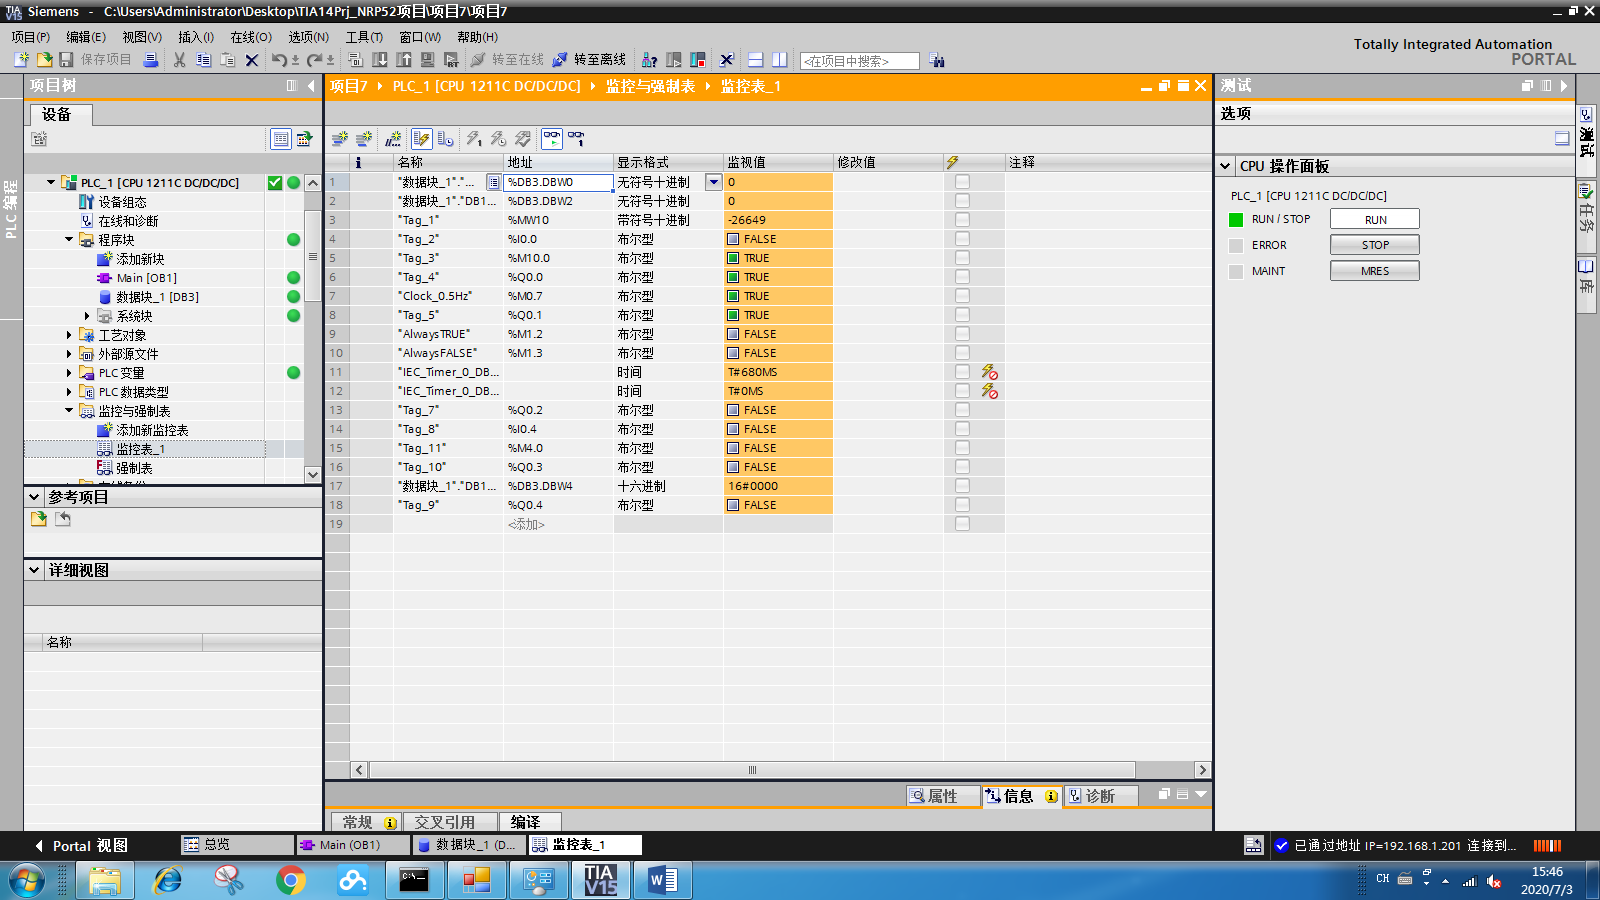 Siemens - C:\Users\Administrator\Desktop\TIA14Prj_NRP52项目\项目7\项目7
项目(P) 编辑(E) 视图(V) 插入(I) 在线(O) 选项(N) 工具(T) 窗口(W) 帮助(H)
Totally Integrated Automation
PORTAL
保存项目 转至在线 转至离线 <在项目中搜索>
项目树
项目7 PLC_1 [CPU 1211C DC/DC/DC] 监控与强制表 监控表_1
测试
设备
选项
CPU 操作面板
PLC_1 [CPU 1211C DC/DC/DC]
RUN / STOP RUN
ERROR STOP
MAINT MRES
PLC 编程
测试
任务
库
PLC_1 [CPU 1211C DC/DC/DC]
设备组态
在线和诊断
程序块
添加新块
Main [OB1]
数据块_1 [DB3]
系统块
工艺对象
外部源文件
PLC 变量
PLC 数据类型
监控与强制表
添加新监控表
监控表_1
强制表
参考项目
详细视图
名称
i 名称 地址 显示格式 监视值 修改值 注释
1 "数据块_1"."... %DB3.DBW0 无符号十进制 0
2 "数据块_1"."DB1... %DB3.DBW2 无符号十进制 0
3 "Tag_1" %MW10 带符号十进制 -26649
4 "Tag_2" %I0.0 布尔型 FALSE
5 "Tag_3" %M10.0 布尔型 TRUE
6 "Tag_4" %Q0.0 布尔型 TRUE
7 "Clock_0.5Hz" %M0.7 布尔型 TRUE
8 "Tag_5" %Q0.1 布尔型 TRUE
9 "AlwaysTRUE" %M1.2 布尔型 FALSE
10 "AlwaysFALSE" %M1.3 布尔型 FALSE
11 "IEC_Timer_0_DB... 时间 T#680MS
12 "IEC_Timer_0_DB... 时间 T#0MS
13 "Tag_7" %Q0.2 布尔型 FALSE
14 "Tag_8" %I0.4 布尔型 FALSE
15 "Tag_11" %M4.0 布尔型 FALSE
16 "Tag_10" %Q0.3 布尔型 FALSE
17 "数据块_1"."DB1... %DB3.DBW4 十六进制 16#0000
18 "Tag_9" %Q0.4 布尔型 FALSE
19 <添加>
属性 信息 诊断
常规 交叉引用 编译
Portal 视图 总览 Main (OB1) 数据块_1 (D... 监控表_1
已通过地址 IP=192.168.1.201 连接到...
TIA V15
CH
15:46
2020/7/3